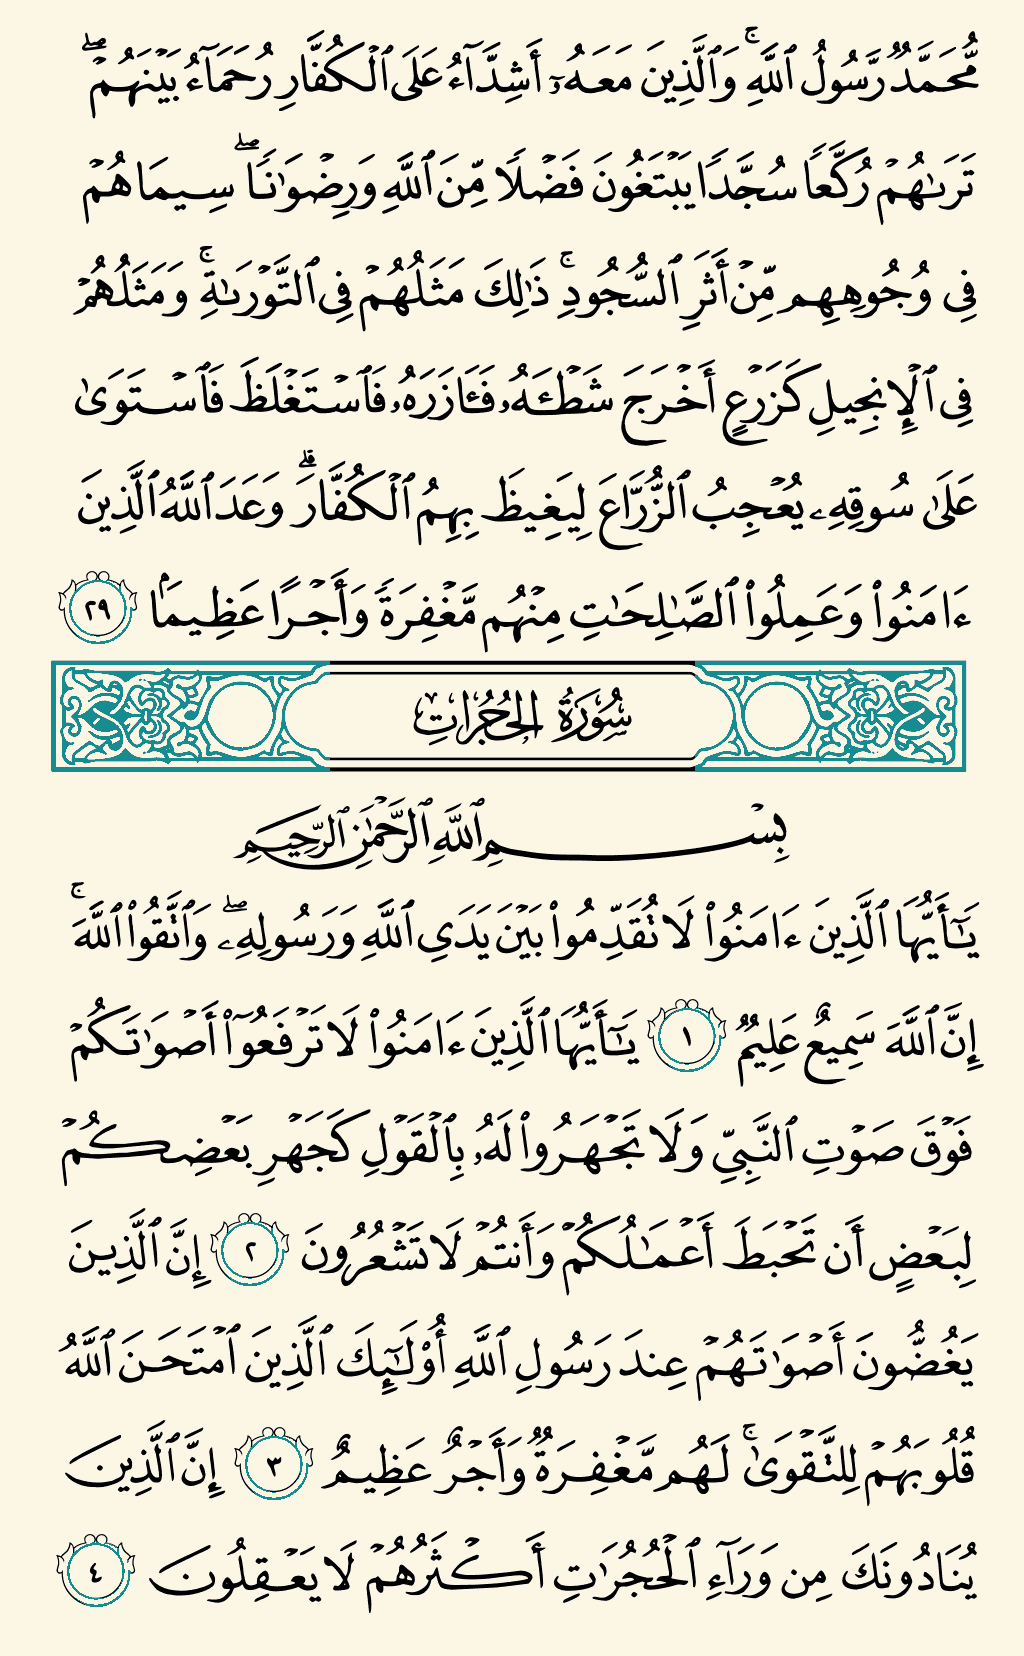 مُّحَمَّدٌ رَّسُولُ ٱللَّهِۚ وَٱلَّذِينَ مَعَهُۥٓ أَشِدَّآءُ عَلَى ٱلۡكُفَّارِ رُحَمَآءُ بَيۡنَهُمۡۖ
تَرَىٰهُمۡ رُكَّعٗا سُجَّدٗا يَبۡتَغُونَ فَضۡلٗا مِّنَ ٱللَّهِ وَرِضۡوَٰنٗاۖ سِيمَاهُمۡ
فِي وُجُوهِهِم مِّنۡ أَثَرِ ٱلسُّجُودِۚ ذَٰلِكَ مَثَلُهُمۡ فِي ٱلتَّوۡرَىٰةِۚ وَمَثَلُهُمۡ
فِي ٱلۡإِنجِيلِ كَزَرۡعٍ أَخۡرَجَ شَطۡـَٔهُۥ فَـَٔازَرَهُۥ فَٱسۡتَغۡلَظَ فَٱسۡتَوَىٰ
عَلَىٰ سُوقِهِۦ يُعۡجِبُ ٱلزُّرَّاعَ لِيَغِيظَ بِهِمُ ٱلۡكُفَّارَۗ وَعَدَ ٱللَّهُ ٱلَّذِينَ
ءَامَنُواْ وَعَمِلُواْ ٱلصَّٰلِحَٰتِ مِنۡهُم مَّغۡفِرَةٗ وَأَجۡرًا عَظِيمَۢا ٢٩
سُورَةُ الحُجُرَاتِ
بِسۡمِ ٱللَّهِ ٱلرَّحۡمَٰنِ ٱلرَّحِيمِ
يَٰٓأَيُّهَا ٱلَّذِينَ ءَامَنُواْ لَا تُقَدِّمُواْ بَيۡنَ يَدَيِ ٱللَّهِ وَرَسُولِهِۦۖ وَٱتَّقُواْ ٱللَّهَۚ
إِنَّ ٱللَّهَ سَمِيعٌ عَلِيمٞ ١ يَٰٓأَيُّهَا ٱلَّذِينَ ءَامَنُواْ لَا تَرۡفَعُوٓاْ أَصۡوَٰتَكُمۡ
فَوۡقَ صَوۡتِ ٱلنَّبِيِّ وَلَا تَجۡهَرُواْ لَهُۥ بِٱلۡقَوۡلِ كَجَهۡرِ بَعۡضِكُمۡ
لِبَعۡضٍ أَن تَحۡبَطَ أَعۡمَٰلُكُمۡ وَأَنتُمۡ لَا تَشۡعُرُونَ ٢ إِنَّ ٱلَّذِينَ
يَغُضُّونَ أَصۡوَٰتَهُمۡ عِندَ رَسُولِ ٱللَّهِ أُوْلَٰٓئِكَ ٱلَّذِينَ ٱمۡتَحَنَ ٱللَّهُ
قُلُوبَهُمۡ لِلتَّقۡوَىٰۚ لَهُم مَّغۡفِرَةٞ وَأَجۡرٌ عَظِيمٌ ٣ إِنَّ ٱلَّذِينَ
يُنَادُونَكَ مِن وَرَآءِ ٱلۡحُجُرَٰتِ أَكۡثَرُهُمۡ لَا يَعۡقِلُونَ ٤